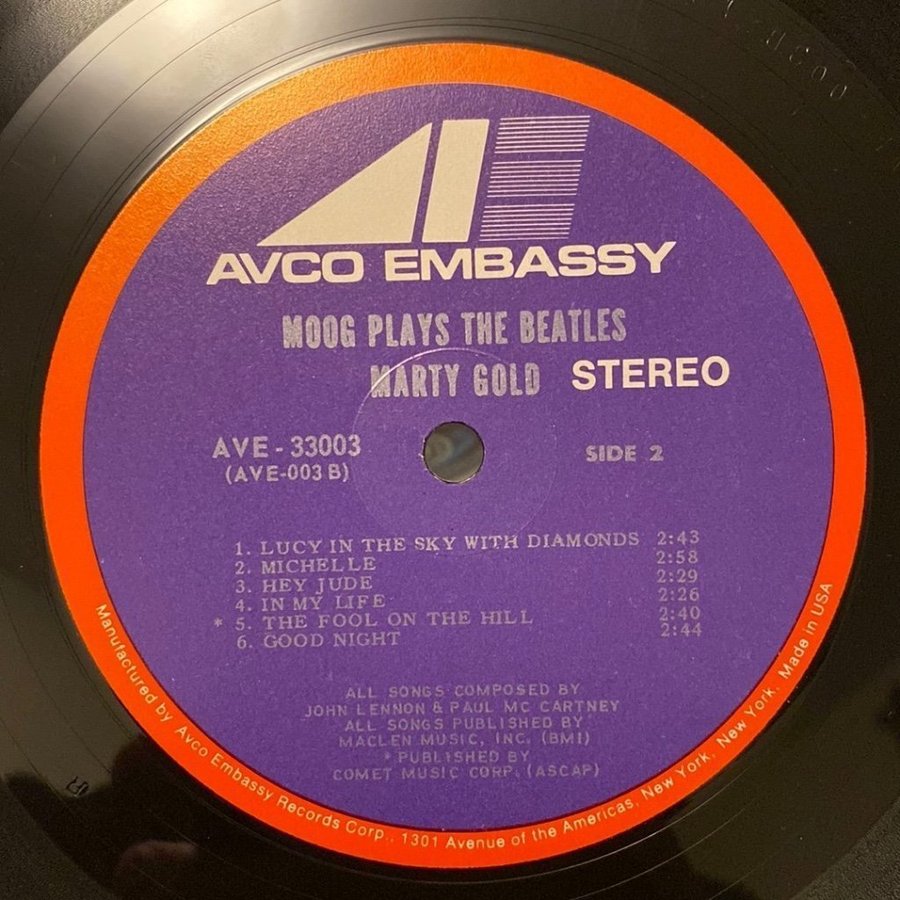 AVCO EMBASSY
MOOG PLAYS THE BEATLES
MARTY GOLD STEREO
AVE - 33003 SIDE 2
(AVE-003 B)
1. LUCY IN THE SKY WITH DIAMONDS 2:43
2. MICHELLE 2:58
3. HEY JUDE 2:29
4. IN MY LIFE 2:26
* 5. THE FOOL ON THE HILL 2:40
6. GOOD NIGHT 2:44
ALL SONGS COMPOSED BY
JOHN LENNON & PAUL MC CARTNEY
ALL SONGS PUBLISHED BY
MACLEN MUSIC, INC. (BMI)
* PUBLISHED BY
COMET MUSIC CORP. (ASCAP)
Manufactured by Avco Embassy Records Corp., 1301 Avenue of the Americas, New York, New York. Made in USA